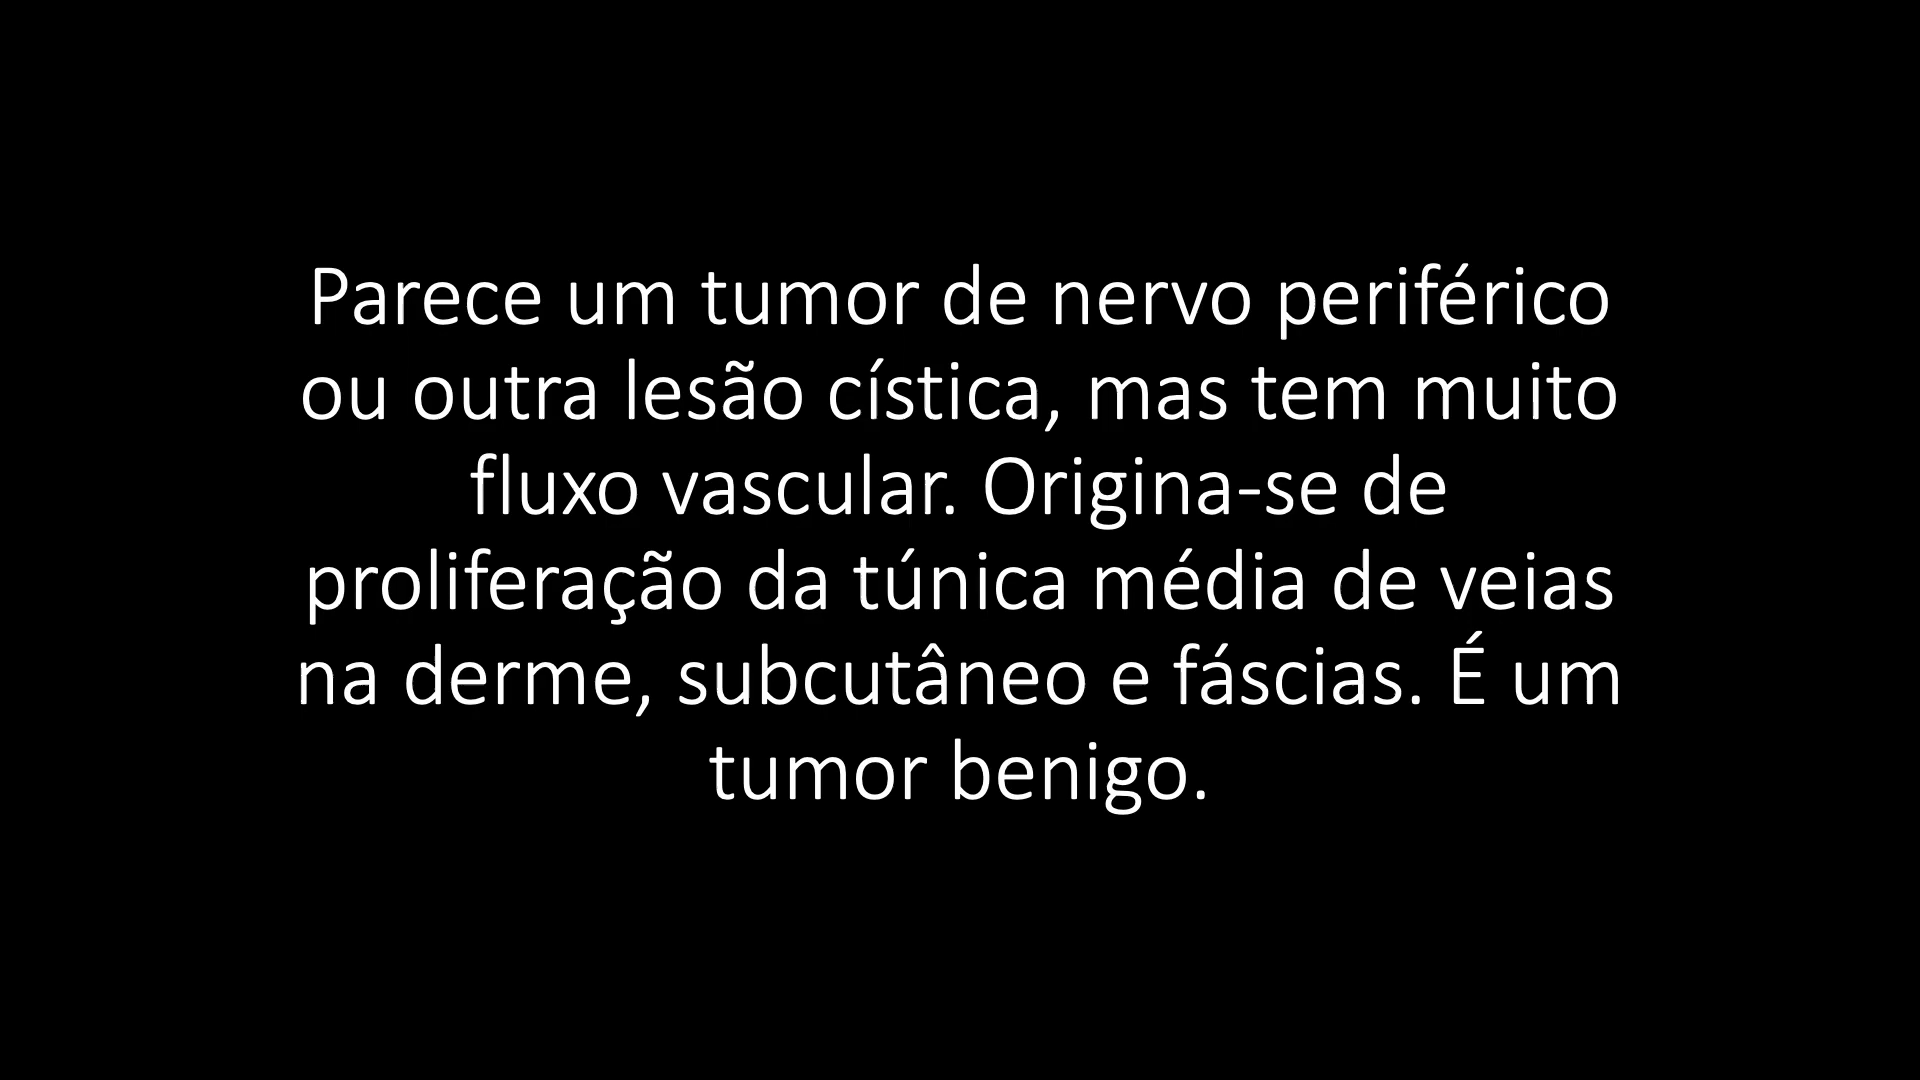 Parece um tumor de nervo periférico
ou outra lesão cística, mas tem muito
fluxo vascular. Origina-se de
proliferação da túnica média de veias
na derme, subcutâneo e fáscias. É um
tumor benigo.